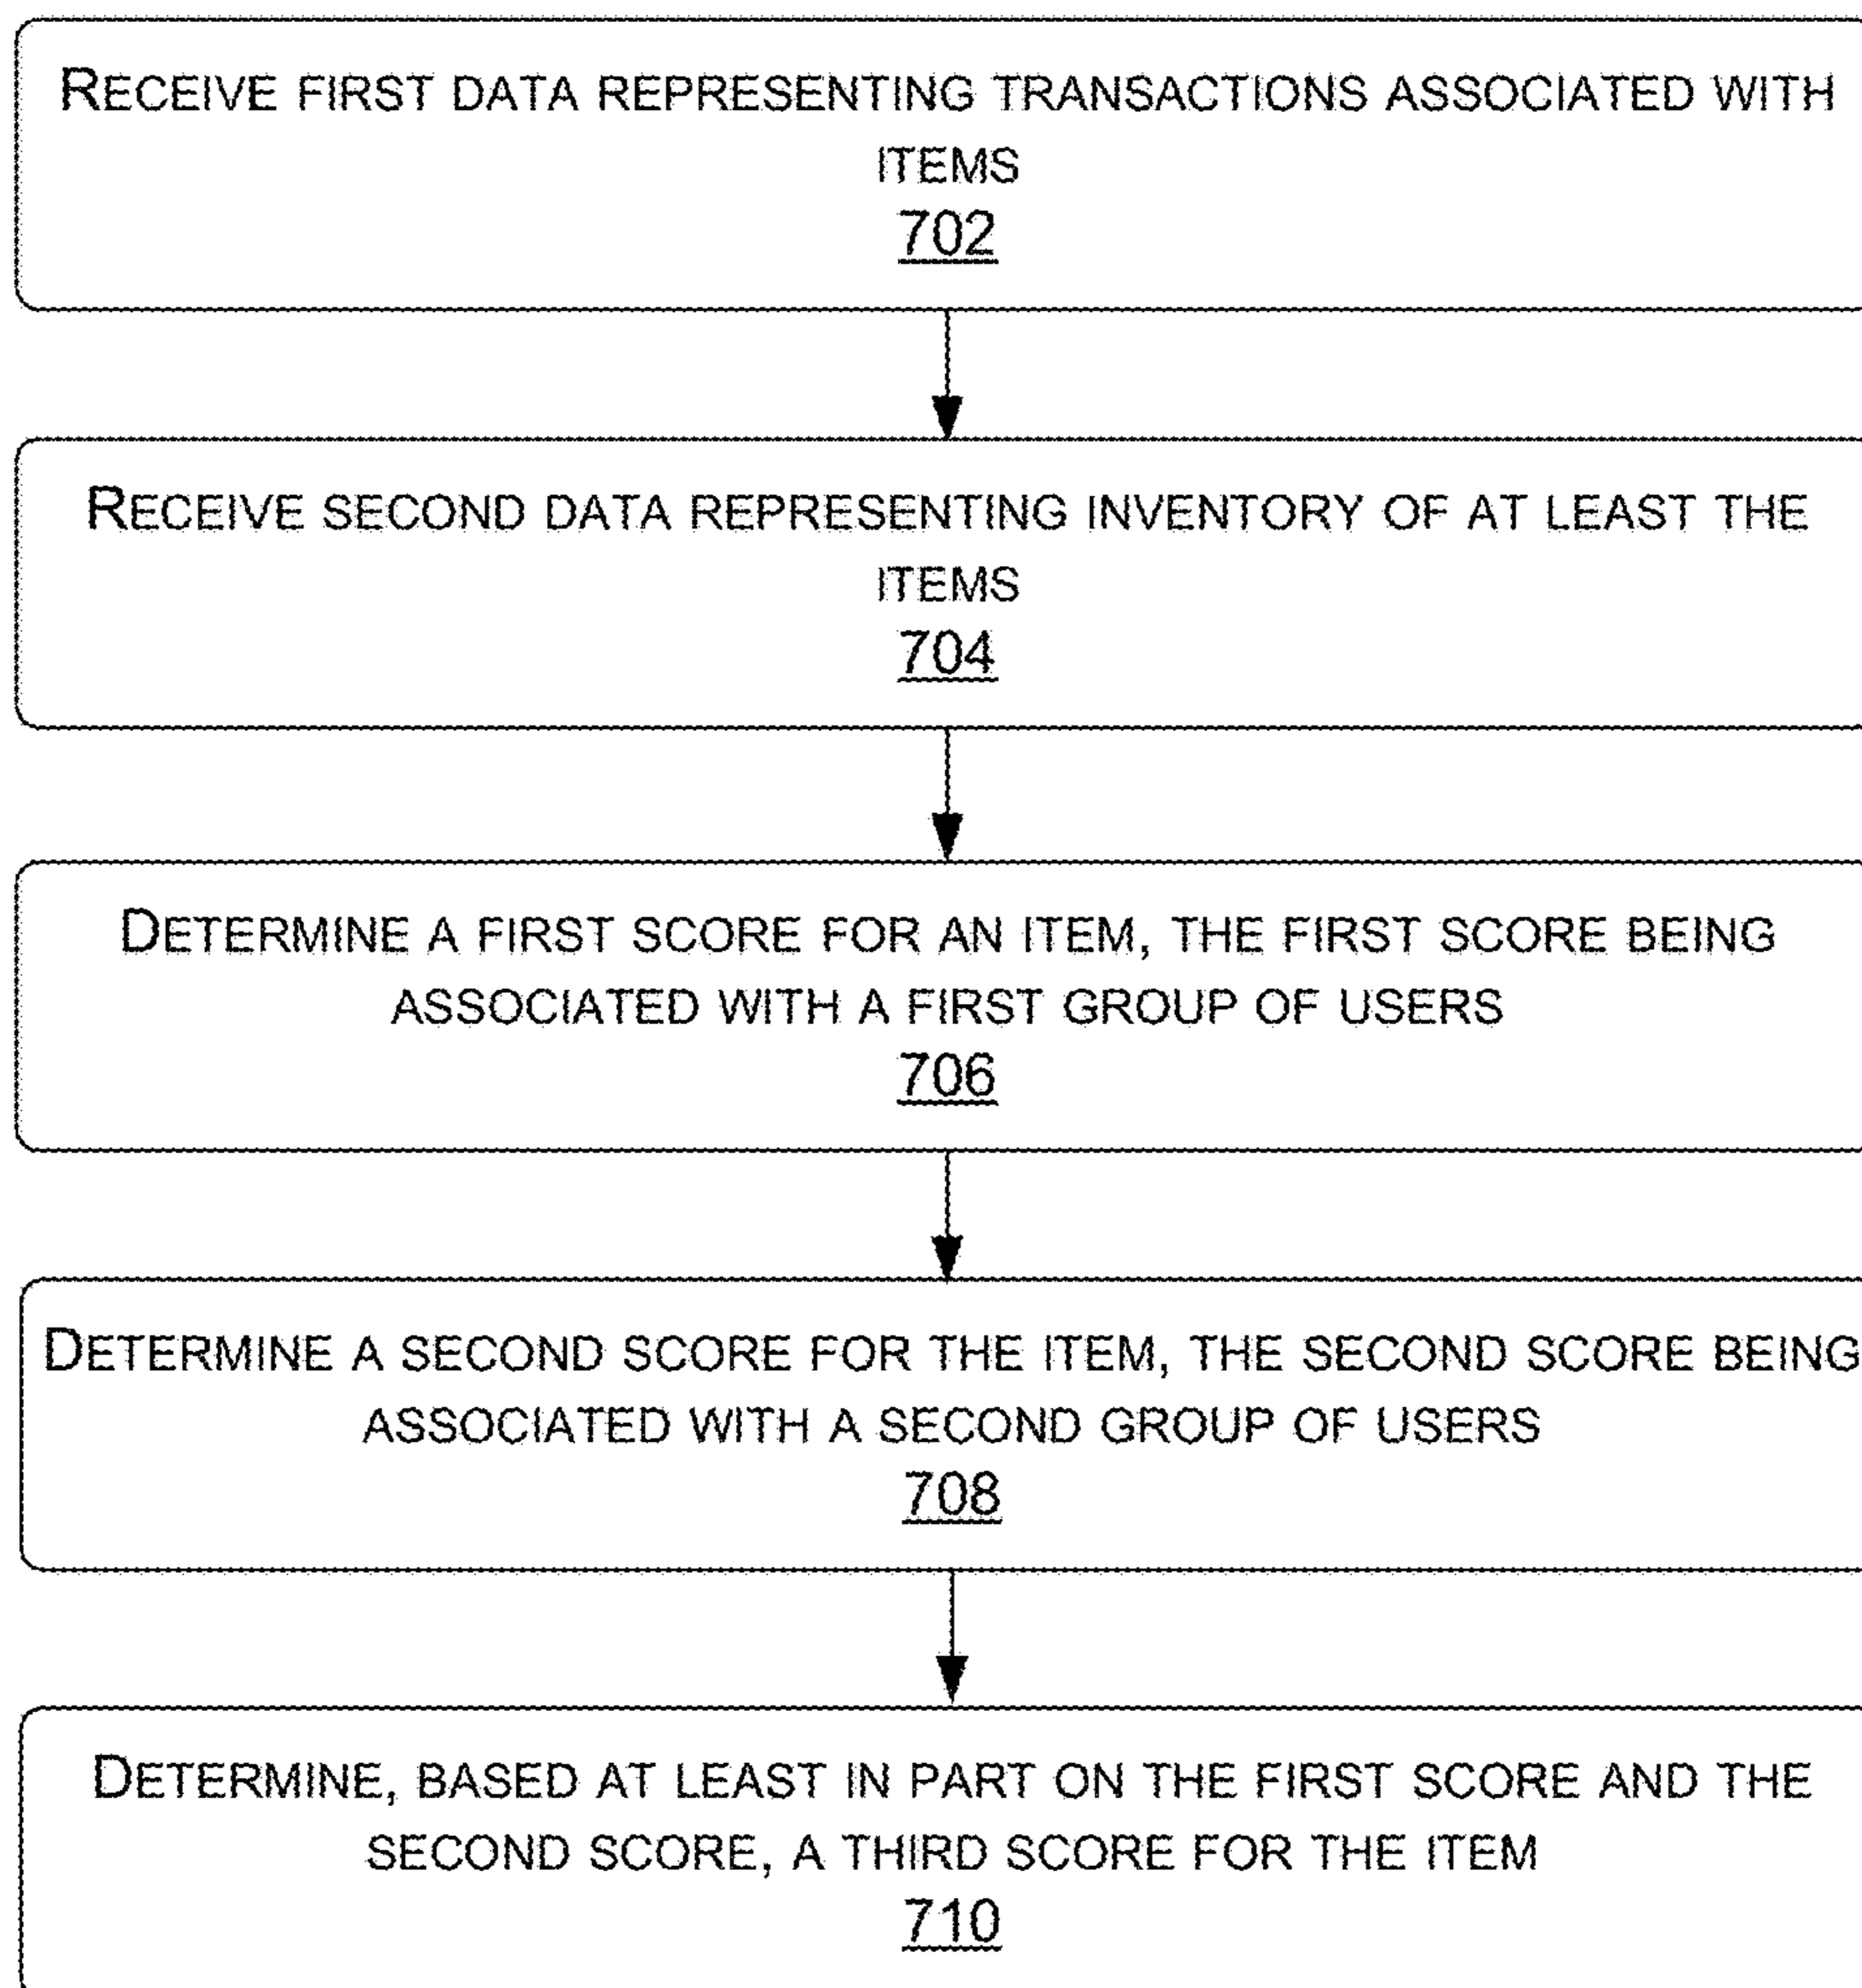 RECEIVE FIRST DATA REPRESENTING TRANSACTIONS ASSOCIATED WITH
ITEMS
702
RECEIVE SECOND DATA REPRESENTING INVENTORY OF AT LEAST THE
ITEMS
704
DETERMINE A FIRST SCORE FOR AN ITEM, THE FIRST SCORE BEING
ASSOCIATED WITH A FIRST GROUP OF USERS
706
DETERMINE A SECOND SCORE FOR THE ITEM, THE SECOND SCORE BEING
ASSOCIATED WITH A SECOND GROUP OF USERS
708
DETERMINE, BASED AT LEAST IN PART ON THE FIRST SCORE AND THE
SECOND SCORE, A THIRD SCORE FOR THE ITEM
710